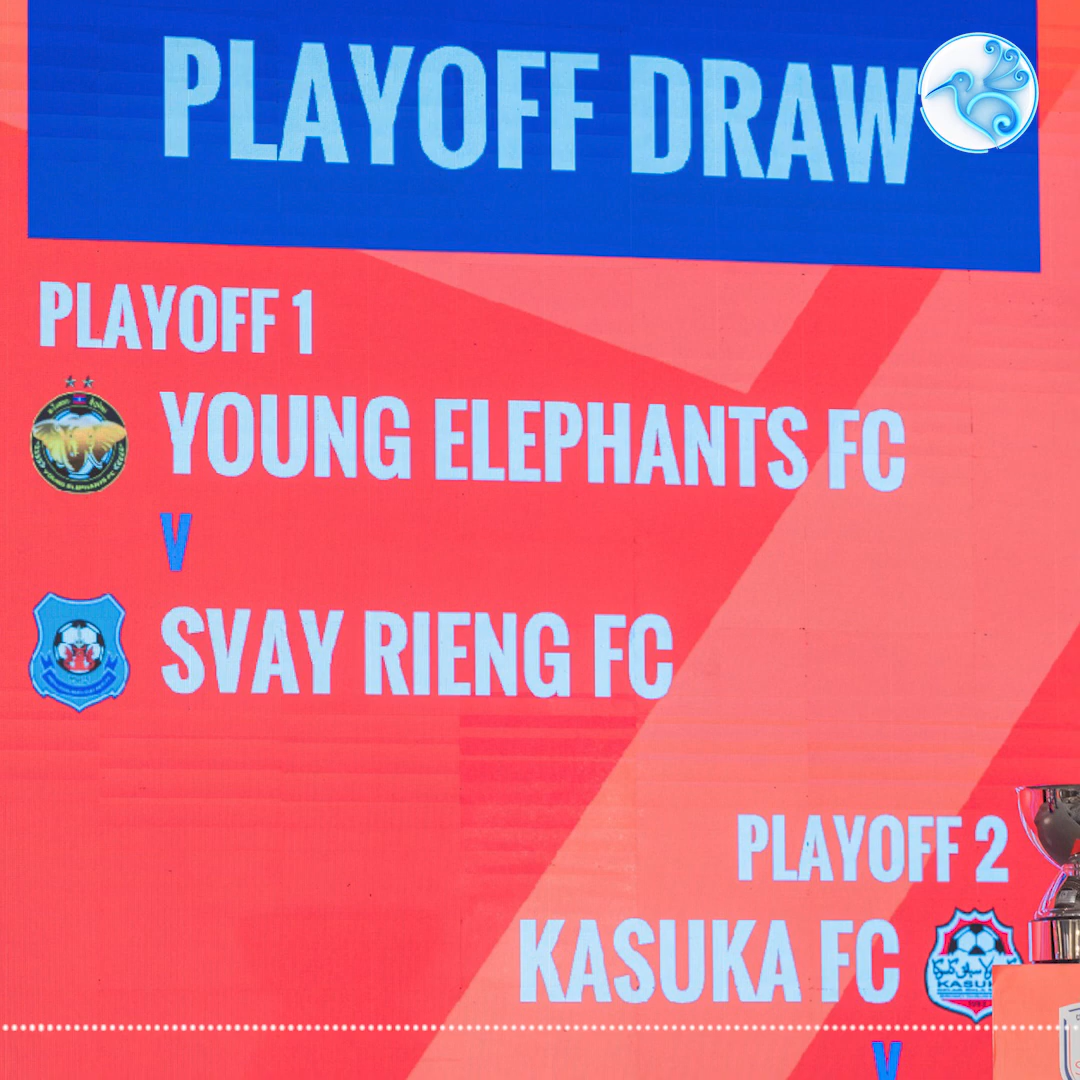 PLAYOFF DRAW
PLAYOFF 1
YOUNG ELEPHANTS FC
V
SVAY RIENG FC
PLAYOFF 2
KASUKA FC
V